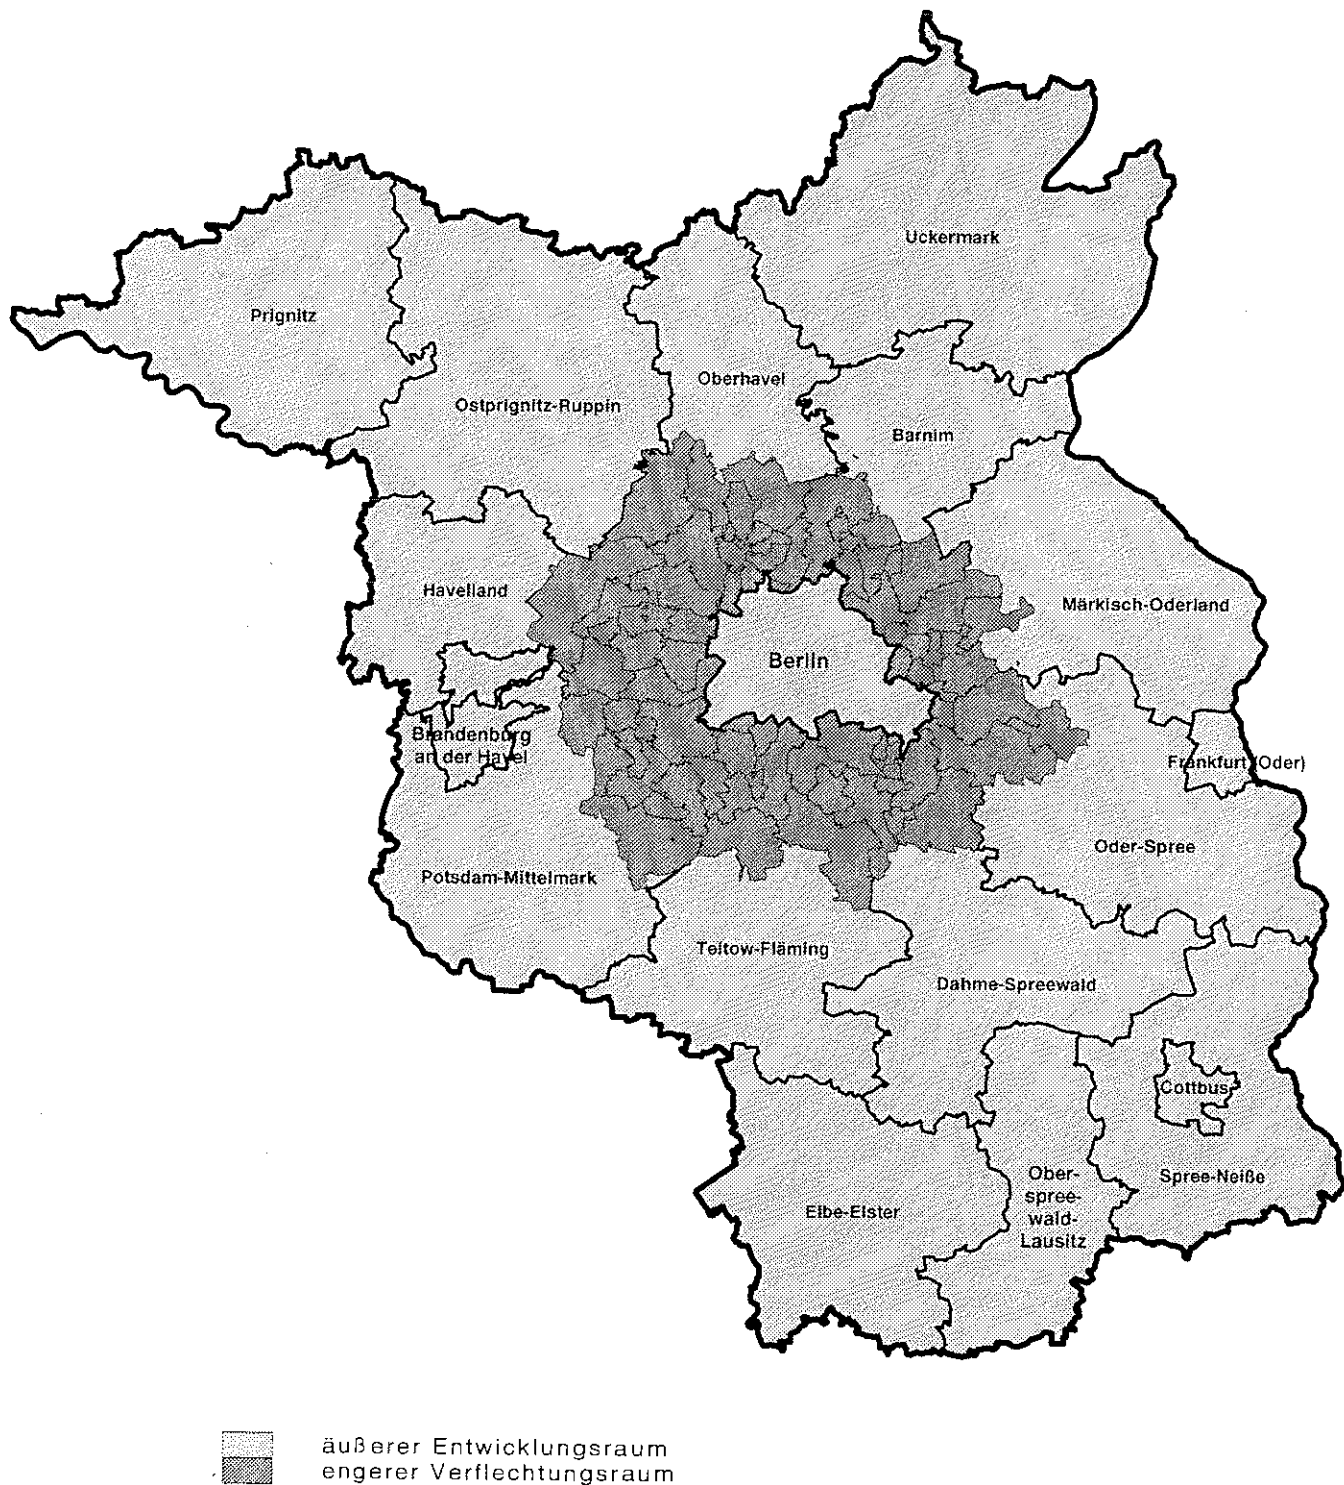 Uckermark
Prignitz
Oberhavel
Ostprignitz-Ruppin
Barnim
Havelland
Märkisch-Oderland
Berlin
Brandenburg
an der Havel
Frankfurt (Oder)
Oder-Spree
Potsdam-Mittelmark
Teltow-Fläming
Dahme-Spreewald
Cottbus
Ober-
spree-
wald-
Lausitz
Spree-Neiße
Elbe-Elster
äußerer Entwicklungsraum
engerer Verflechtungsraum